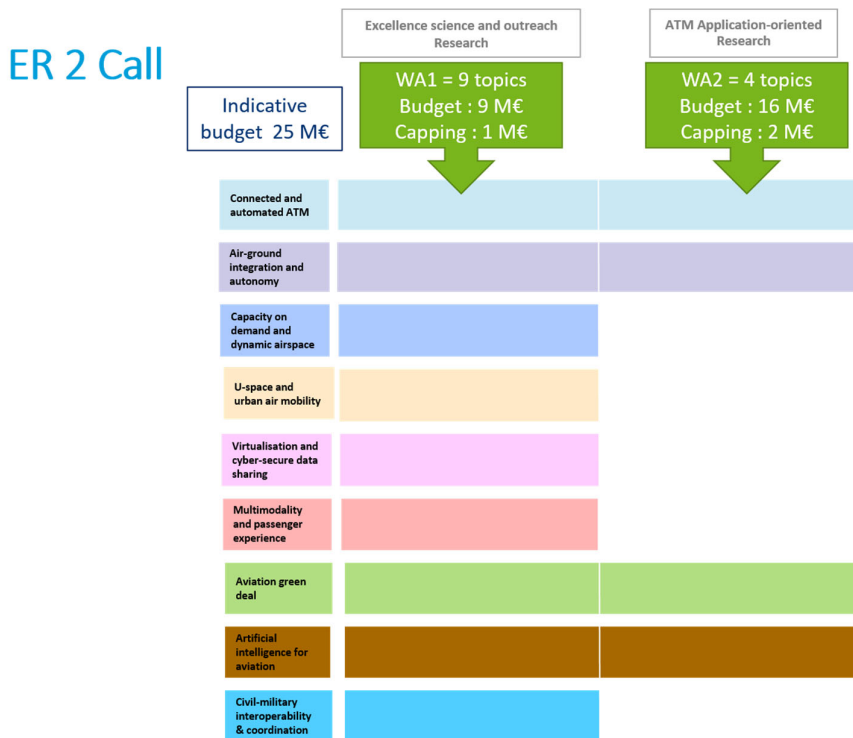 ER 2 Call
Excellence science and outreach
Research
ATM Application-oriented
Research
Indicative
budget 25 M€
WA1 = 9 topics
Budget : 9 M€
Capping : 1 M€
WA2 = 4 topics
Budget : 16 M€
Capping : 2 M€
Connected and
automated ATM
Air-ground
integration and
autonomy
Capacity on
demand and
dynamic airspace
U-space and
urban air mobility
Virtualisation and
cyber-secure data
sharing
Multimodality
and passenger
experience
Aviation green
deal
Artificial
intelligence for
aviation
Civil-military
interoperability
& coordination